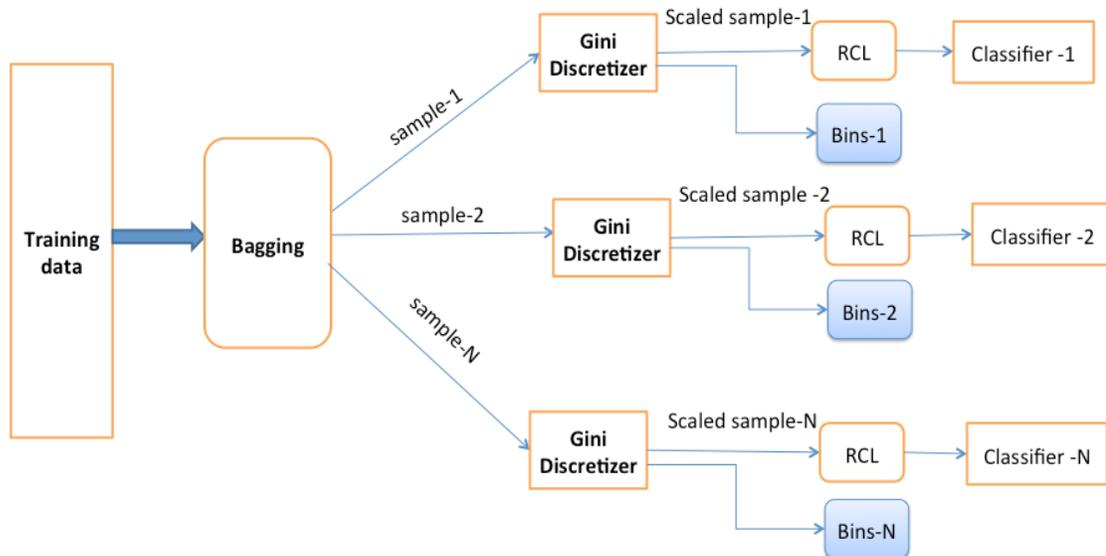 Training
data
Bagging
sample-1
Gini
Discretizer
Scaled sample-1
RCL
Classifier -1
Bins-1
sample-2
Gini
Discretizer
Scaled sample -2
RCL
Classifier -2
Bins-2
sample-N
Gini
Discretizer
Scaled sample-N
RCL
Classifier -N
Bins-N